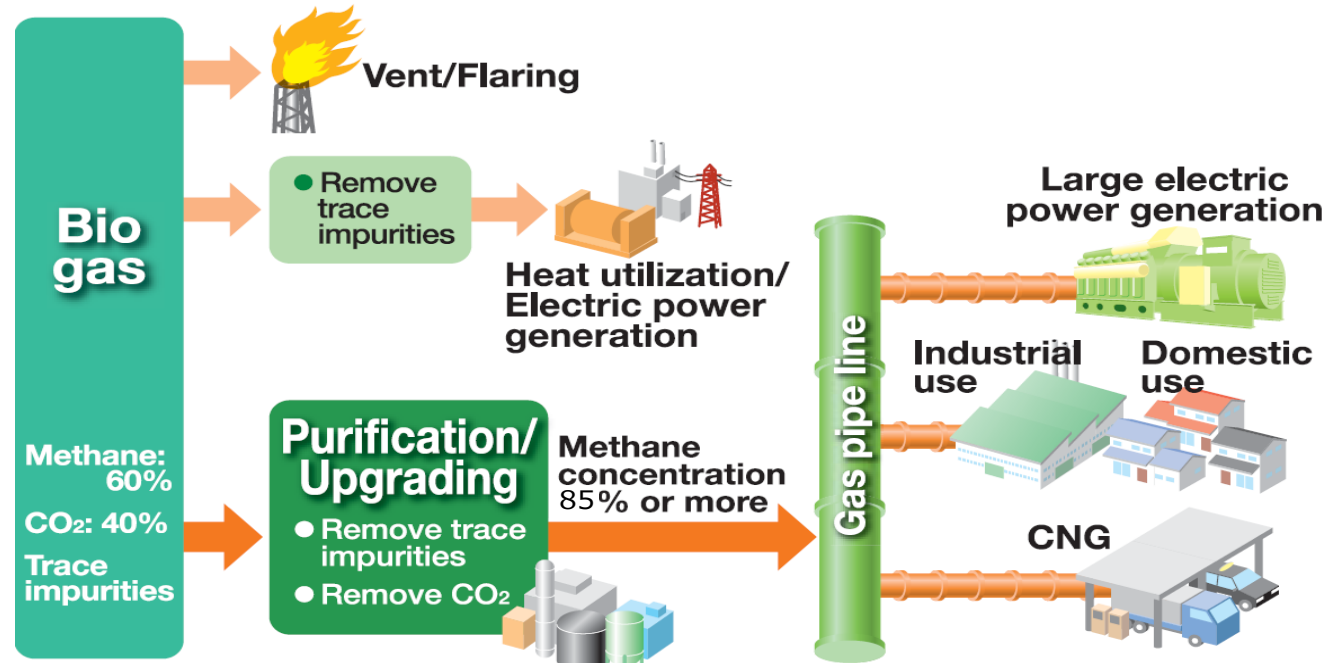 Bio
gas
Methane:
60%
CO₂: 40%
Trace
impurities
Vent/Flaring
● Remove
trace
impurities
Heat utilization/
Electric power
generation
Purification/
Upgrading
● Remove trace
impurities
● Remove CO₂
Methane
concentration
85% or more
Gas pipe line
Large electric
power generation
Industrial
use
Domestic
use
CNG